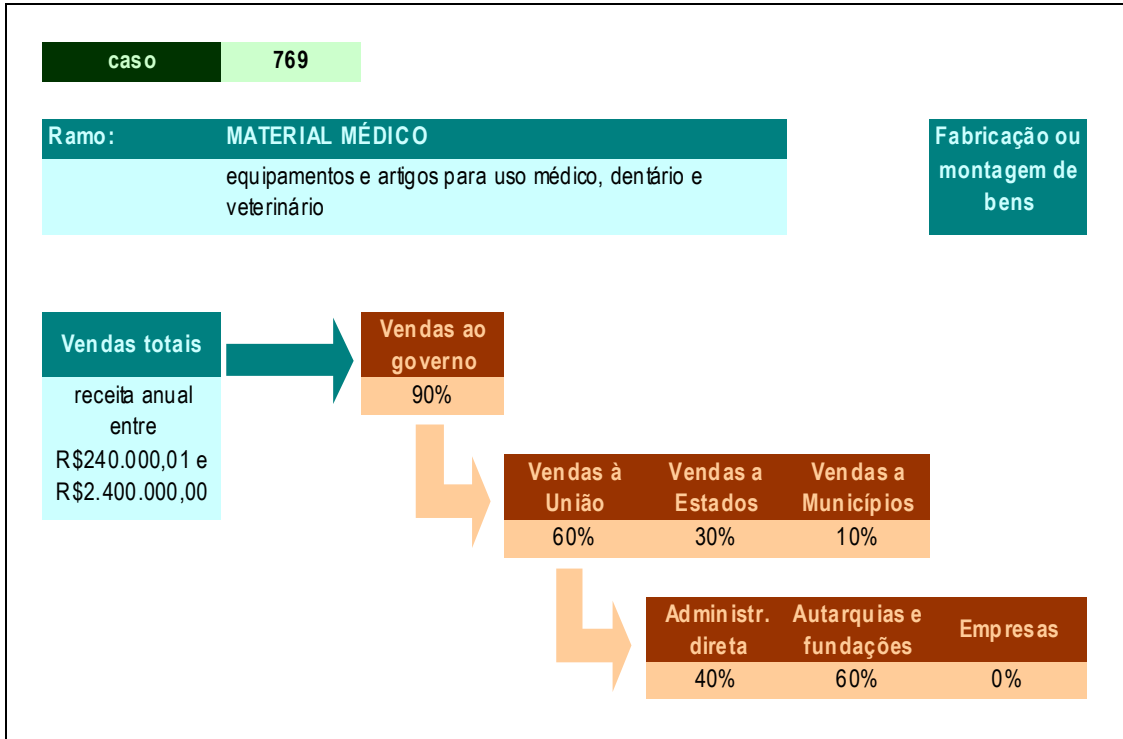 caso 769
Ramo: MATERIAL MÉDICO
equipamentos e artigos para uso médico, dentário e
veterinário
Fabricação ou
montagem de
bens
Vendas totais
receita anual
entre
R$240.000,01 e
R$2.400.000,00
Vendas ao
governo
90%
Vendas à
União
60%
Vendas a
Estados
30%
Vendas a
Municípios
10%
Administr.
direta
40%
Autarquias e
fundações
60%
Empresas
0%